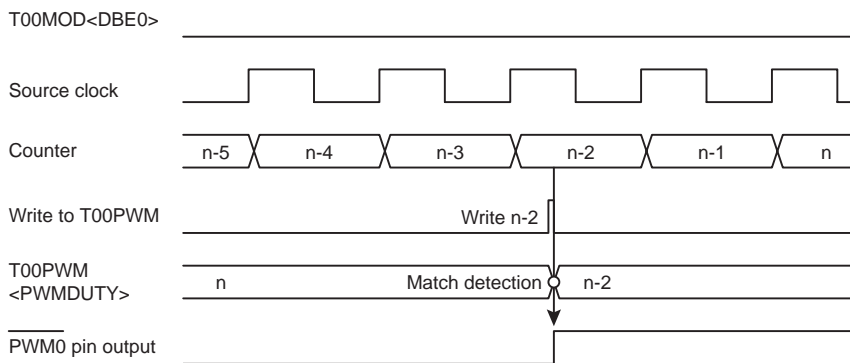 T00MOD<DBE0>
Source clock
Counter
n-5 n-4 n-3 n-2 n-1 n
Write to T00PWM
Write n-2
T00PWM
<PWMDUTY>
n Match detection n-2
PWM0 pin output